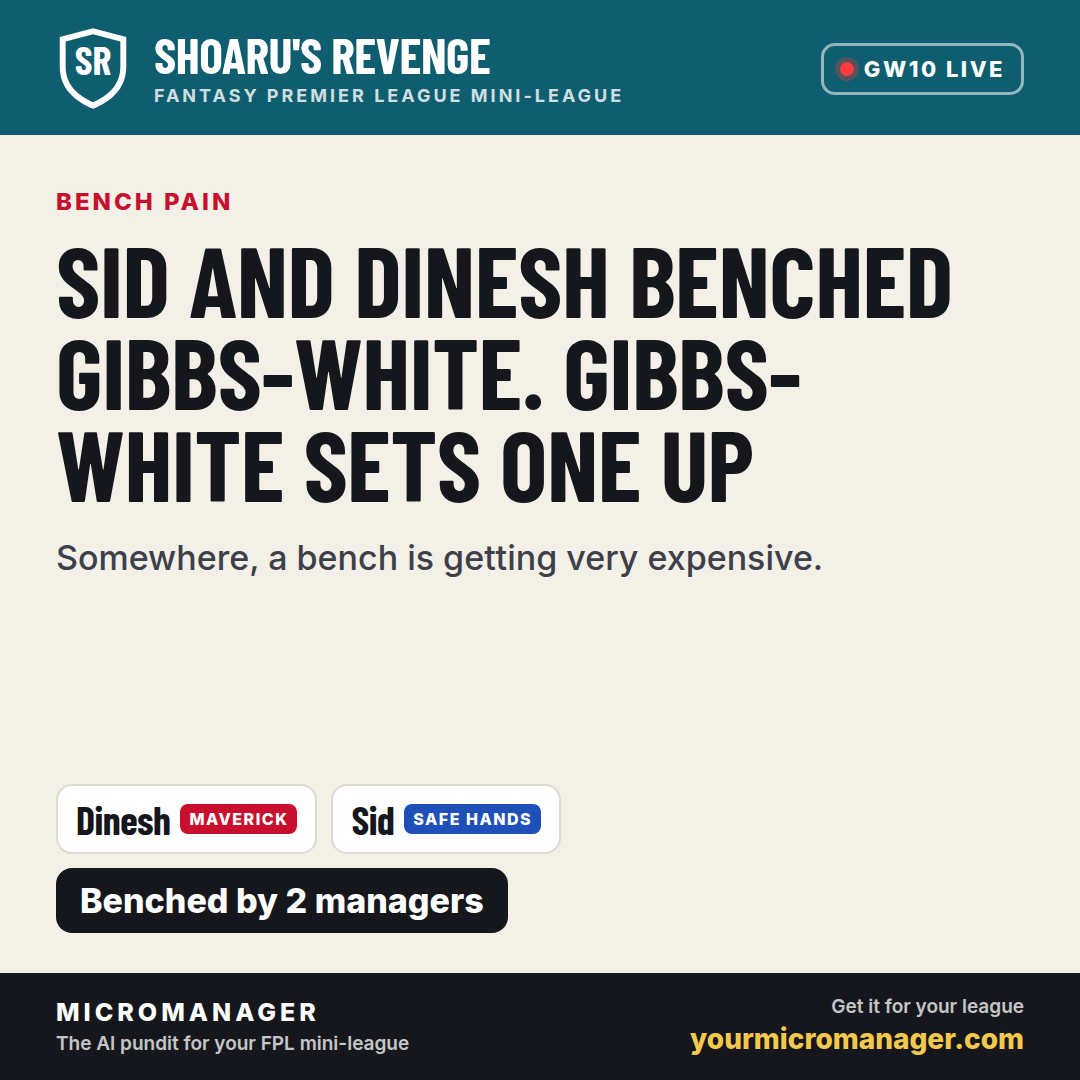 SR
SHOARU'S REVENGE
FANTASY PREMIER LEAGUE MINI-LEAGUE
GW10 LIVE
BENCH PAIN
SID AND DINESH BENCHED
GIBBS-WHITE. GIBBS-
WHITE SETS ONE UP
Somewhere, a bench is getting very expensive.
Dinesh MAVERICK
Sid SAFE HANDS
Benched by 2 managers
MICROMANAGER
The AI pundit for your FPL mini-league
Get it for your league
yourmicromanager.com